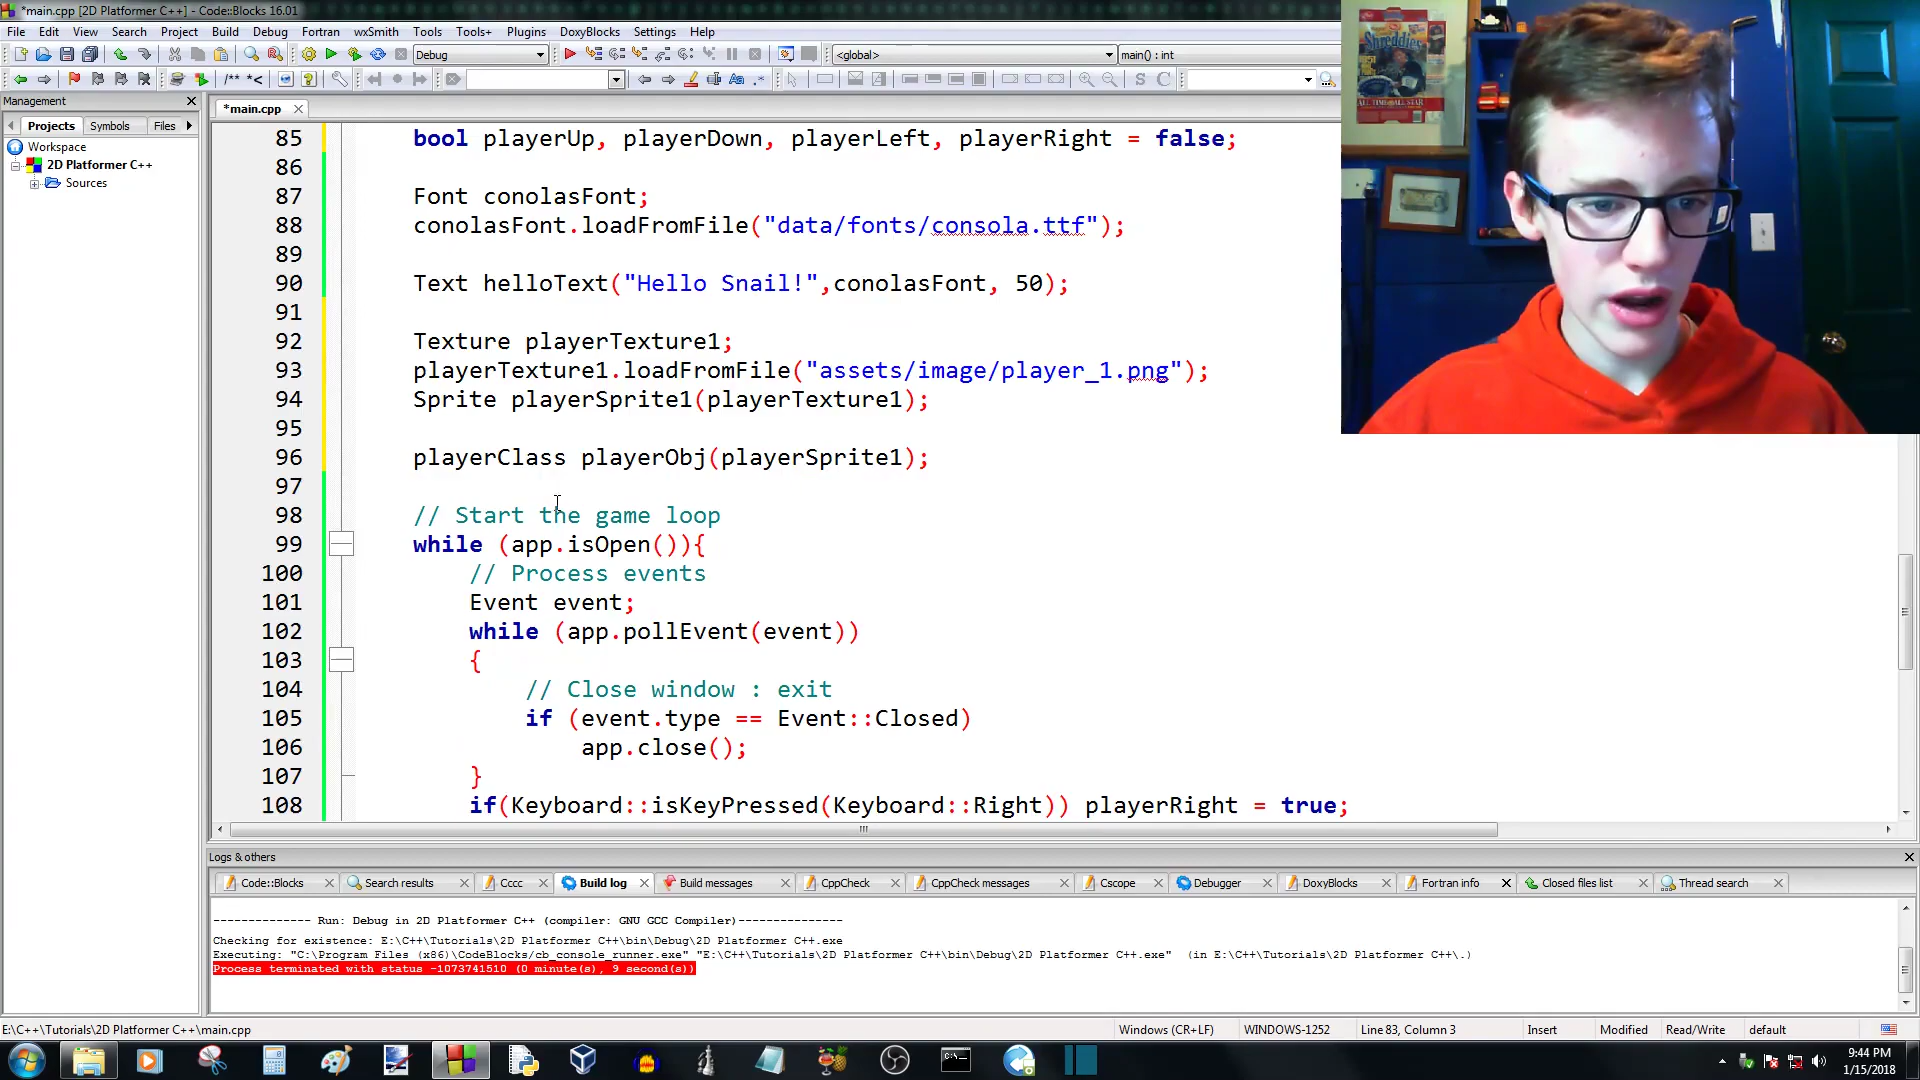 *main.cpp [2D Platformer C++] - Code::Blocks 16.01
File Edit View Search Project Build Debug Fortran wxSmith Tools Tools+ Plugins DoxyBlocks Settings Help
Debug <global> main() : int
/** *< Aa .* S C
Management
*main.cpp
Projects Symbols Files
Workspace
2D Platformer C++
Sources
85 bool playerUp, playerDown, playerLeft, playerRight = false;
86
87 Font conolasFont;
88 conolasFont.loadFromFile("data/fonts/consola.ttf");
89
90 Text helloText("Hello Snail!",conolasFont, 50);
91
92 Texture playerTexture1;
93 playerTexture1.loadFromFile("assets/image/player_1.png");
94 Sprite playerSprite1(playerTexture1);
95
96 playerClass playerObj(playerSprite1);
97
98 // Start the game loop
99 while (app.isOpen()){
100 // Process events
101 Event event;
102 while (app.pollEvent(event))
103 {
104 // Close window : exit
105 if (event.type == Event::Closed)
106 app.close();
107 }
108 if(Keyboard::isKeyPressed(Keyboard::Right)) playerRight = true;
Shreddies
ALL TIME ALL STAR
Logs & others
Code::Blocks Search results Cccc Build log Build messages CppCheck CppCheck messages Cscope Debugger DoxyBlocks Fortran info Closed files list Thread search
-------------- Run: Debug in 2D Platformer C++ (compiler: GNU GCC Compiler)---------------
Checking for existence: E:\C++\Tutorials\2D Platformer C++\bin\Debug\2D Platformer C++.exe
Executing: "C:\Program Files (x86)\CodeBlocks/cb_console_runner.exe" "E:\C++\Tutorials\2D Platformer C++\bin\Debug\2D Platformer C++.exe" (in E:\C++\Tutorials\2D Platformer C++\.)
Process terminated with status -1073741510 (0 minute(s), 9 second(s))
E:\C++\Tutorials\2D Platformer C++\main.cpp Windows (CR+LF) WINDOWS-1252 Line 83, Column 3 Insert Modified Read/Write default
9:44 PM
1/15/2018